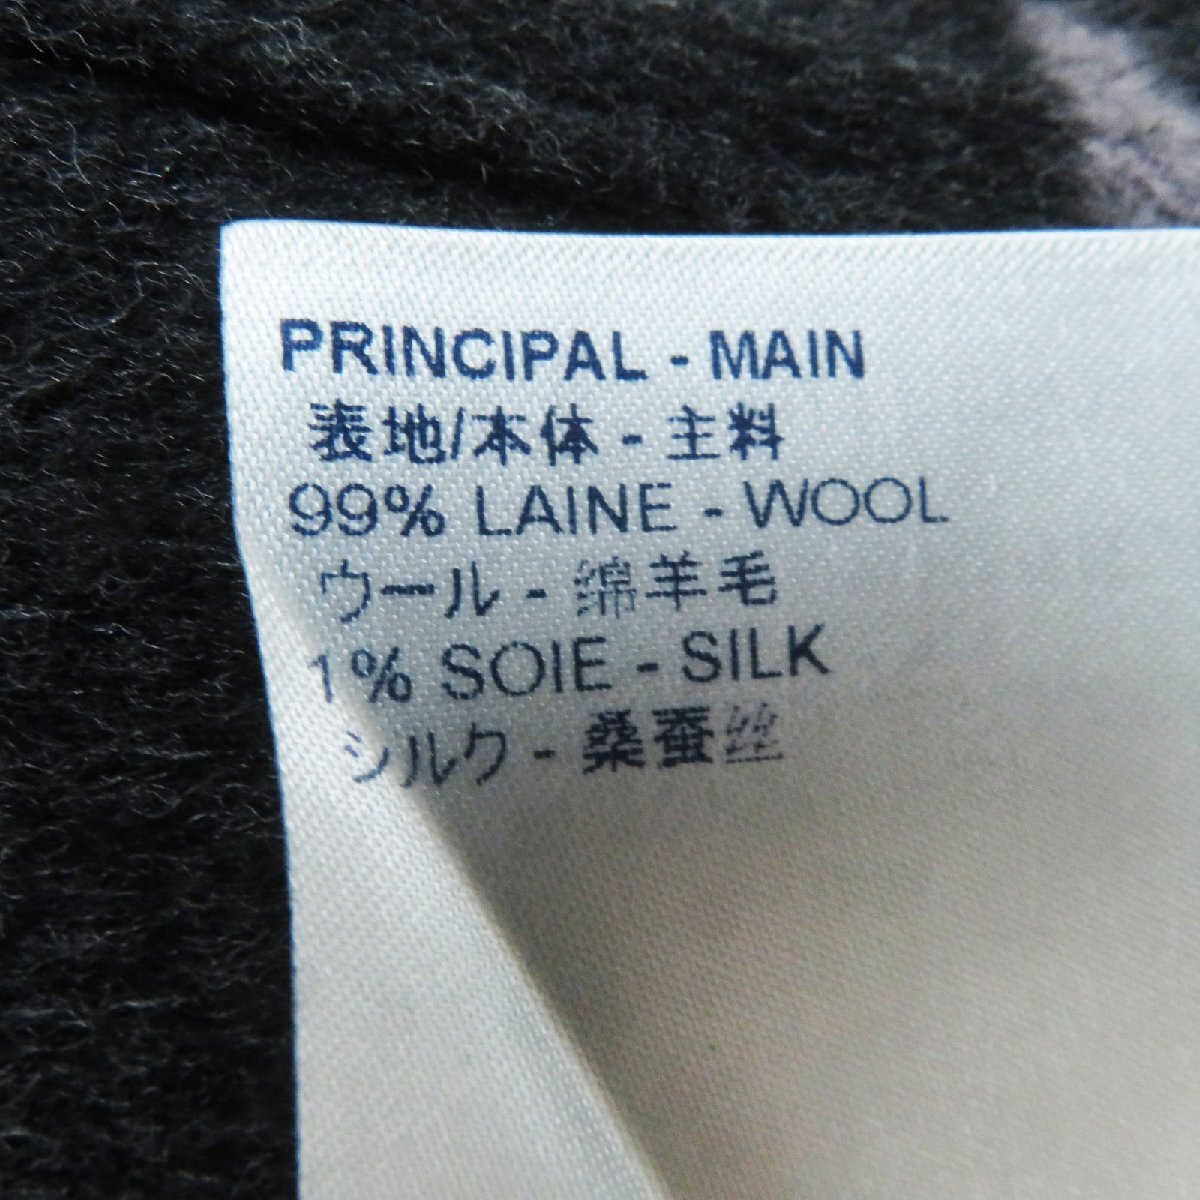 PRINCIPAL - MAIN
表地/本体 - 主料
99% LAINE - WOOL
ウール - 绵羊毛
1% SOIE - SILK
シルク - 桑蚕丝